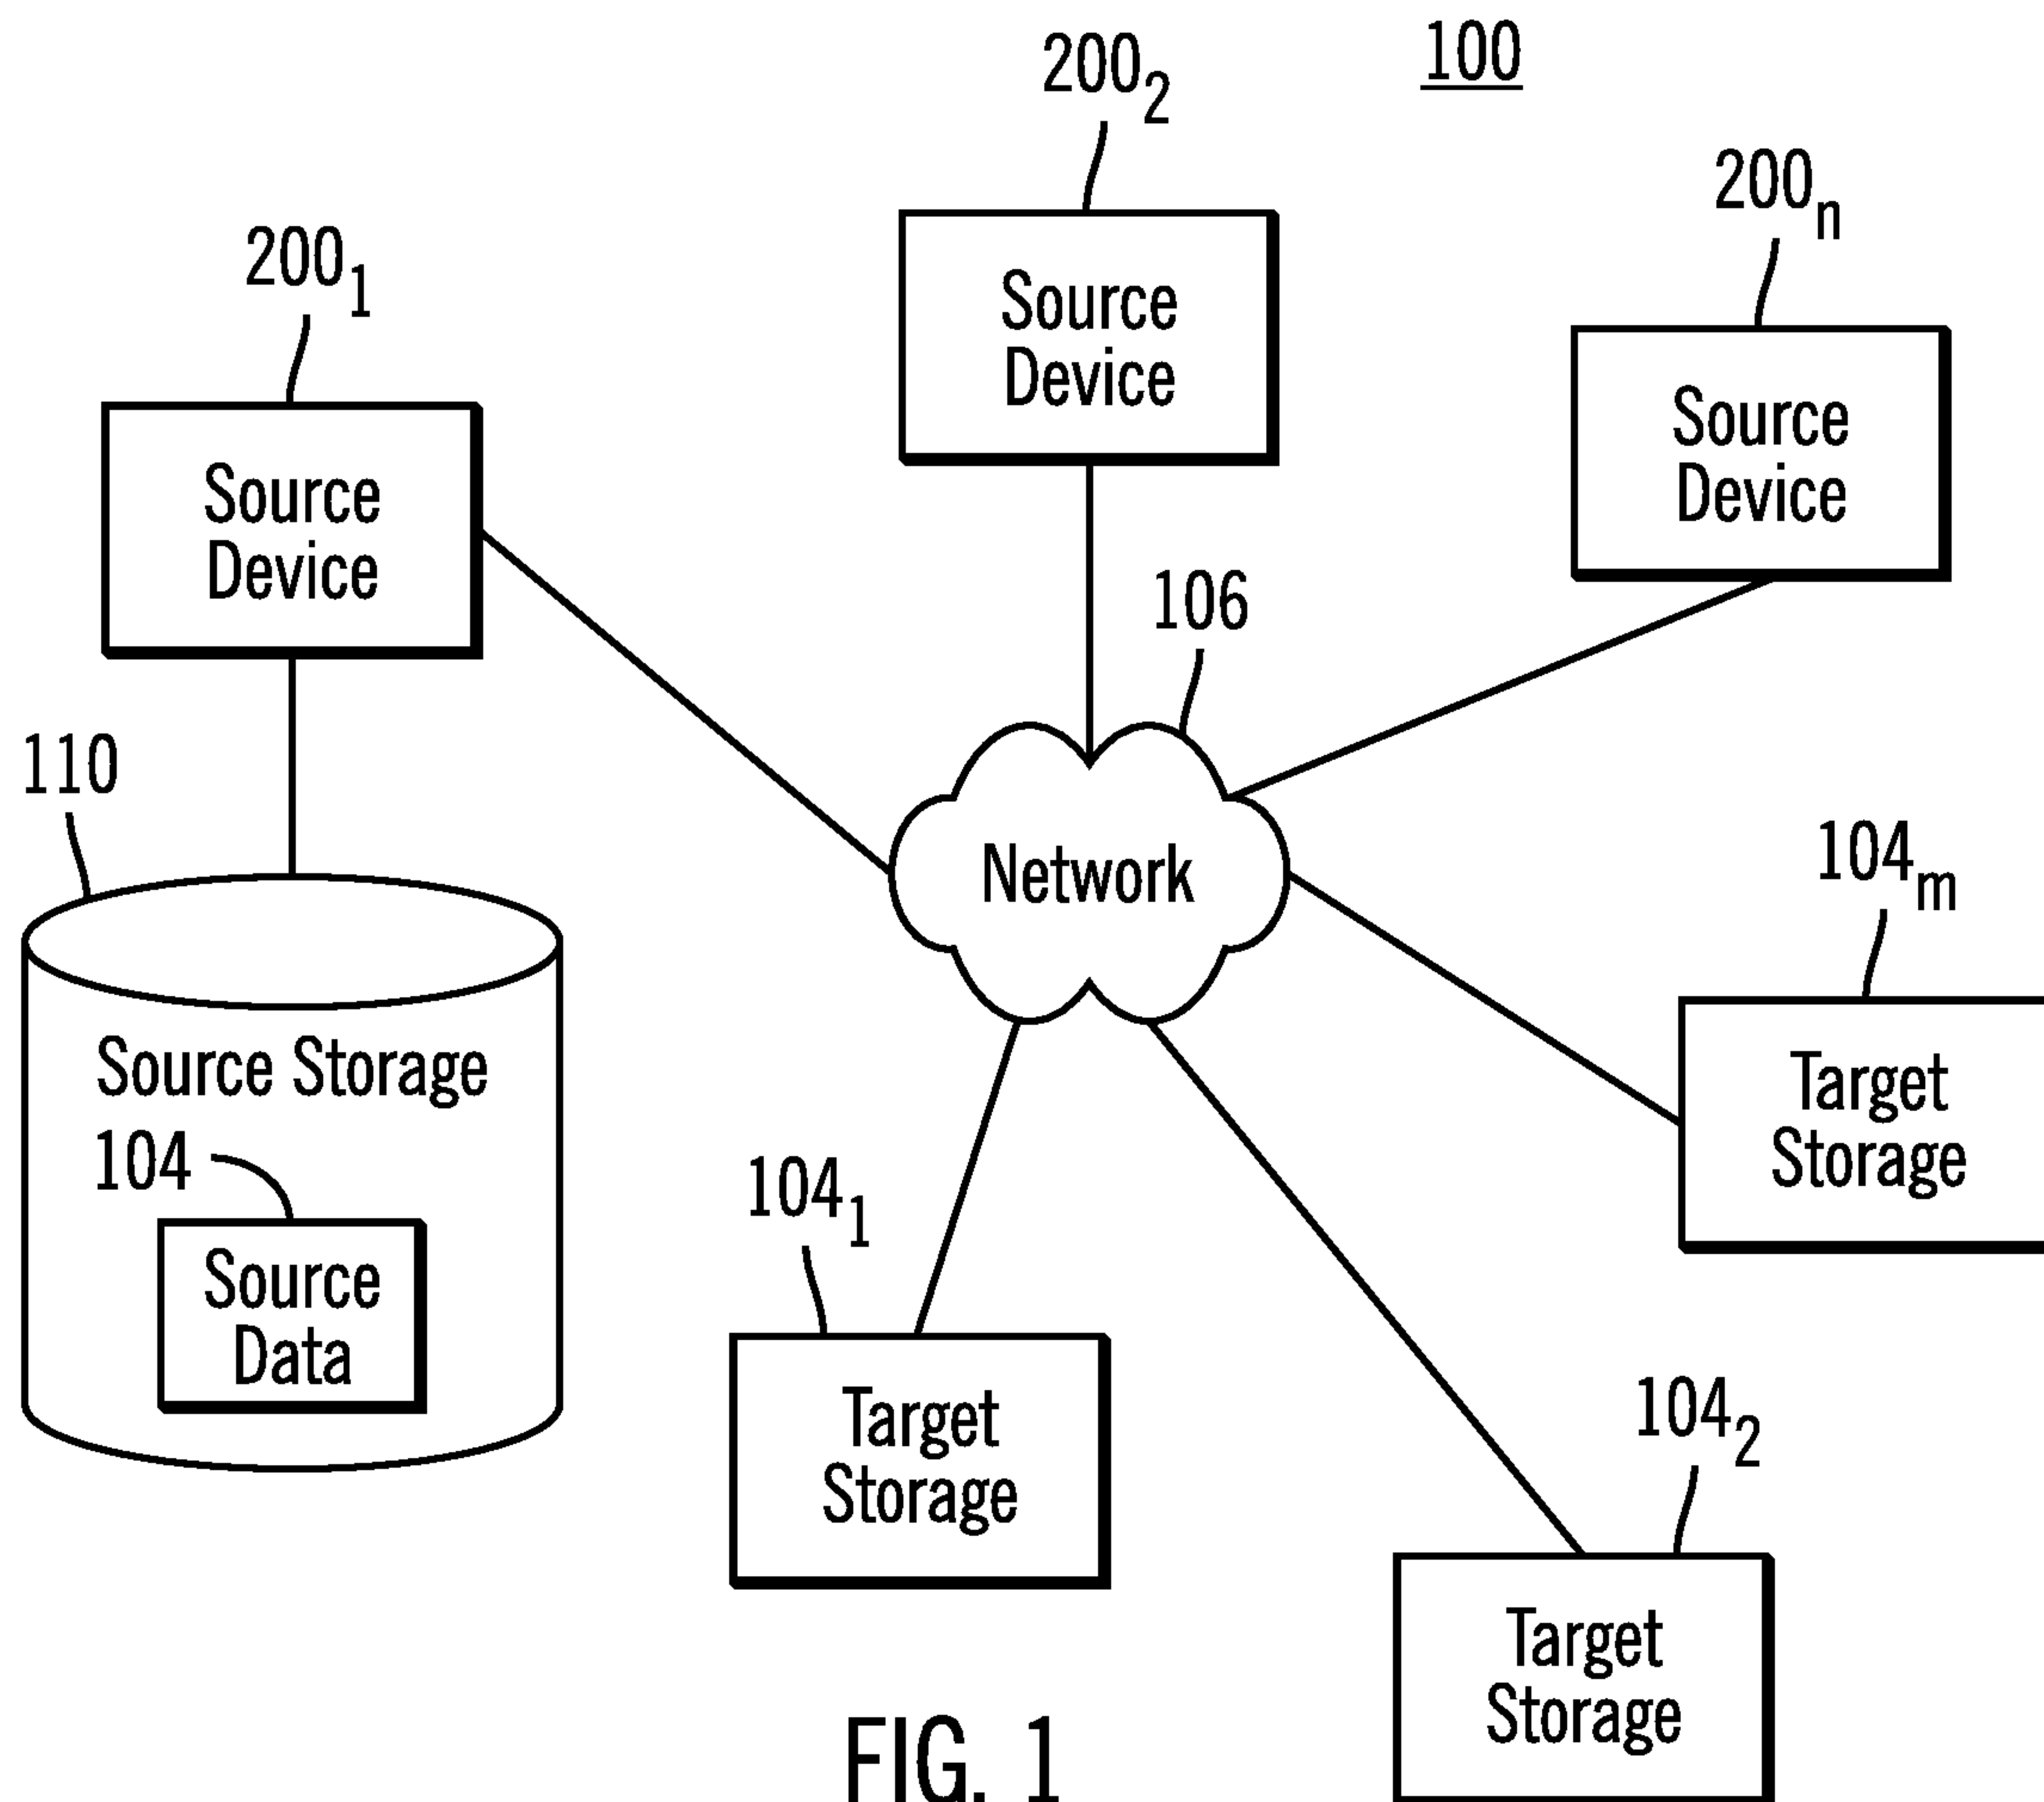 100
200₂
200ₙ
200₁
Source
Device
Source
Device
Source
Device
106
110
Network
104ₘ
Source Storage
Target
Storage
104
104₁
Source
Data
104₂
Target
Storage
Target
Storage
FIG. 1